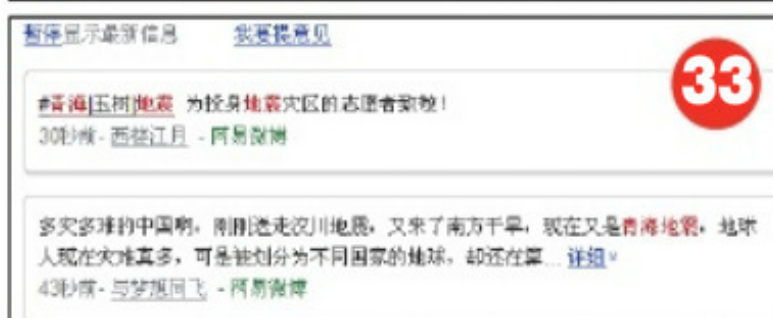 暂停显示最新信息 我要提意见
33
#青海|玉树|地震 为投身地震灾区的志愿者致敬！
30秒前 - 西楼江月 - 网易微博
多灾多难的中国啊，刚刚送走汶川地震，又来了南方干旱，现在又是青海地震，地球
人现在灾难真多，可是被划分为不同国家的地球，却还在算... 详细
43秒前 - 与梦想同飞 - 网易微博